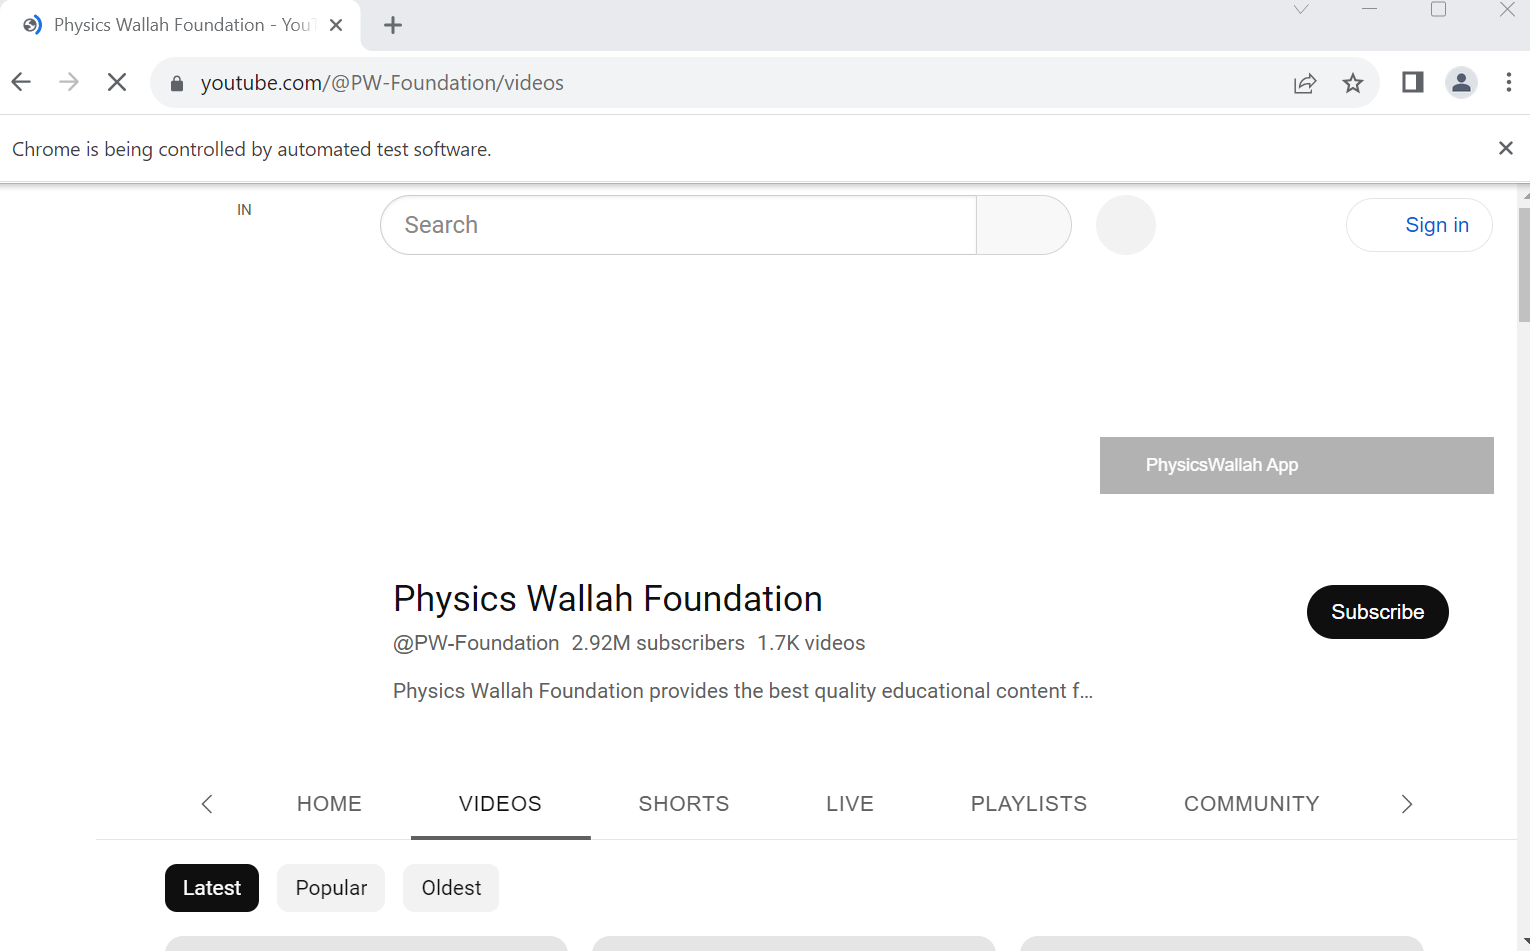 Physics Wallah Foundation - YouT
youtube.com/@PW-Foundation/videos
Chrome is being controlled by automated test software.
IN
Search
Sign in
PhysicsWallah App
Physics Wallah Foundation
Subscribe
@PW-Foundation 2.92M subscribers 1.7K videos
Physics Wallah Foundation provides the best quality educational content f...
HOME VIDEOS SHORTS LIVE PLAYLISTS COMMUNITY
Latest Popular Oldest